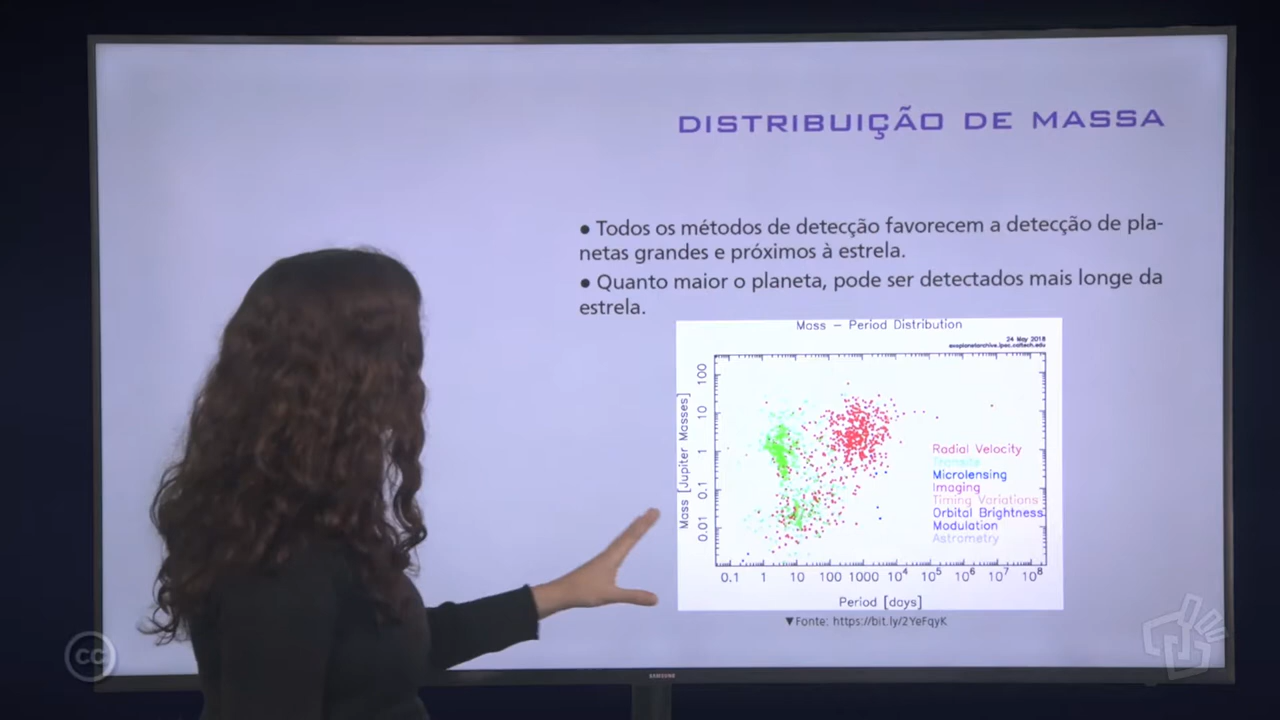 DISTRIBUIÇÃO DE MASSA
● Todos os métodos de detecção favorecem a detecção de pla-
netas grandes e próximos à estrela.
● Quanto maior o planeta, pode ser detectados mais longe da
estrela.
Mass – Period Distribution
24 May 2018
exoplanetarchive.ipac.caltech.edu
Mass [Jupiter Masses]
100
10
1
0.1
0.01
Radial Velocity
Transits
Microlensing
Imaging
Timing Variations
Orbital Brightness
Modulation
Astrometry
0.1 1 10 100 1000 10⁴ 10⁵ 10⁶ 10⁷ 10⁸
Period [days]
▼Fonte: https://bit.ly/2YeFqyK
SAMSUNG
cc